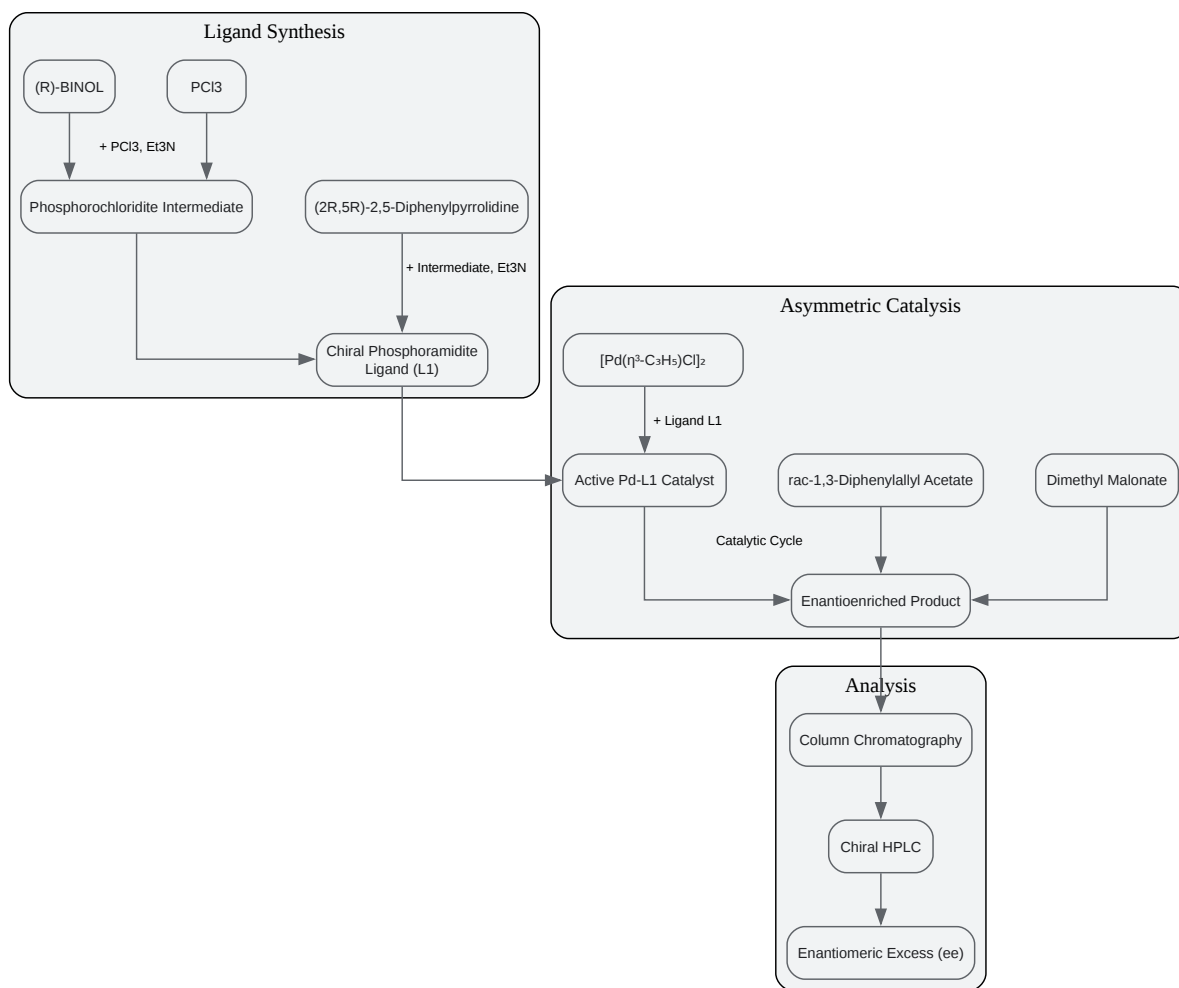 Ligand Synthesis
(R)-BINOL
PCl3
+ PCl3, Et3N
Phosphorochloridite Intermediate
(2R,5R)-2,5-Diphenylpyrrolidine
+ Intermediate, Et3N
Chiral Phosphoramidite
Ligand (L1)
Asymmetric Catalysis
[Pd(η³-C₃H₅)Cl]₂
+ Ligand L1
Active Pd-L1 Catalyst
rac-1,3-Diphenylallyl Acetate
Dimethyl Malonate
Catalytic Cycle
Enantioenriched Product
Analysis
Column Chromatography
Chiral HPLC
Enantiomeric Excess (ee)